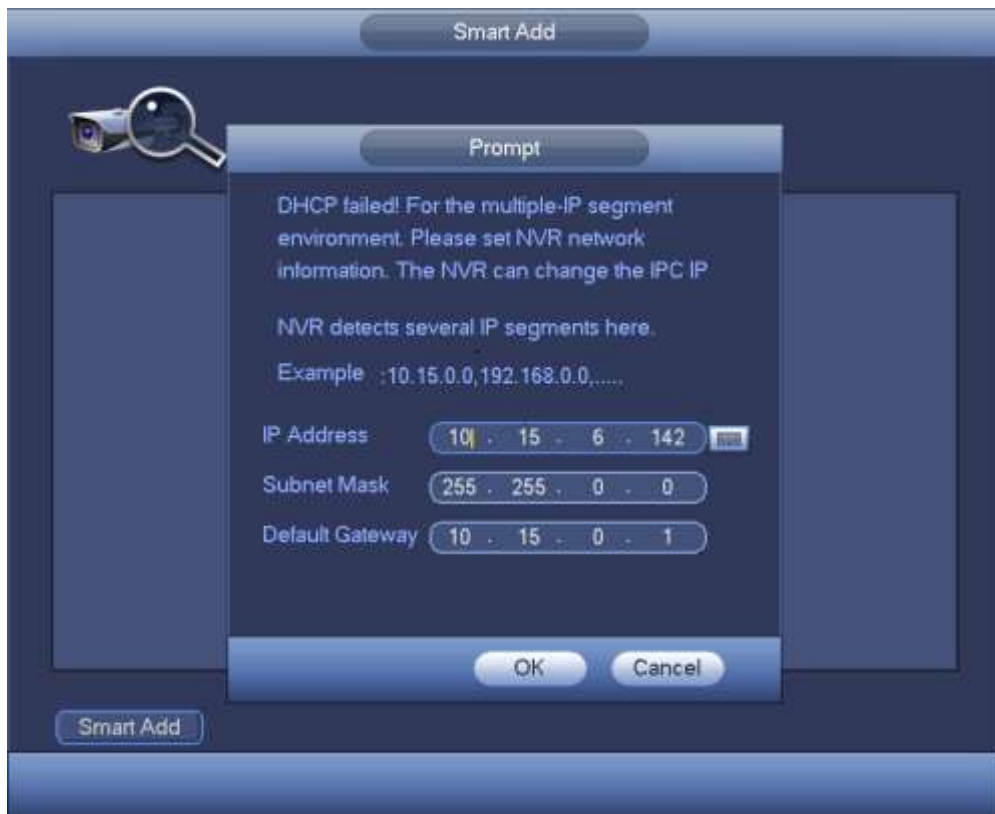 Smart Add
Prompt
DHCP failed! For the multiple-IP segment
environment. Please set NVR network
information. The NVR can change the IPC IP
NVR detects several IP segments here.
Example :10.15.0.0,192.168.0.0,.....
IP Address 10 . 15 . 6 . 142
Subnet Mask 255 . 255 . 0 . 0
Default Gateway 10 . 15 . 0 . 1
OK Cancel
Smart Add